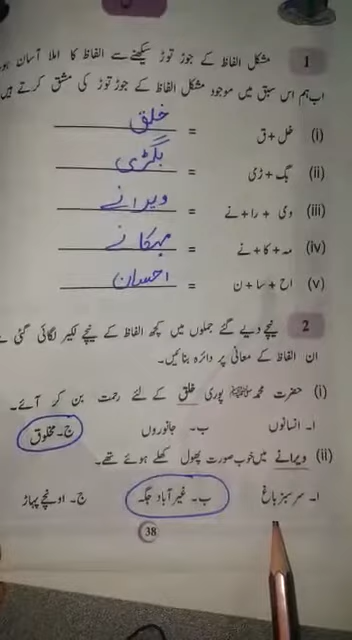 1 مشکل الفاظ کے جوڑ توڑ سیکھنے سے الفاظ کا املا آسان
اب ہم اس سبق میں موجود مشکل الفاظ کے جوڑ توڑ کی مشق کرتے ہیں
(i) خل + ق = خلق
(ii) بگ + ڑی = بگڑی
(iii) وی + را + نے = ویرانے
(iv) مہ + کا + نے = مہکانے
(v) اح + سا + ن = احسان
2 نیچے دیے گئے جملوں میں کچھ الفاظ کے نیچے لکیر لگائی گئی
ان الفاظ کے معانی پر دائرہ بنائیں۔
(i) حضرت محمد ﷺ پوری خلق کے لئے رحمت بن کر آئے۔
ا۔ انسانوں ب۔ جانوروں ج۔ مخلوق
(ii) ویرانے میں خوب صورت پھول کھلے ہوئے تھے۔
ا۔ سرسبز باغ ب۔ غیر آباد جگہ ج۔ اونچے پہاڑ
38